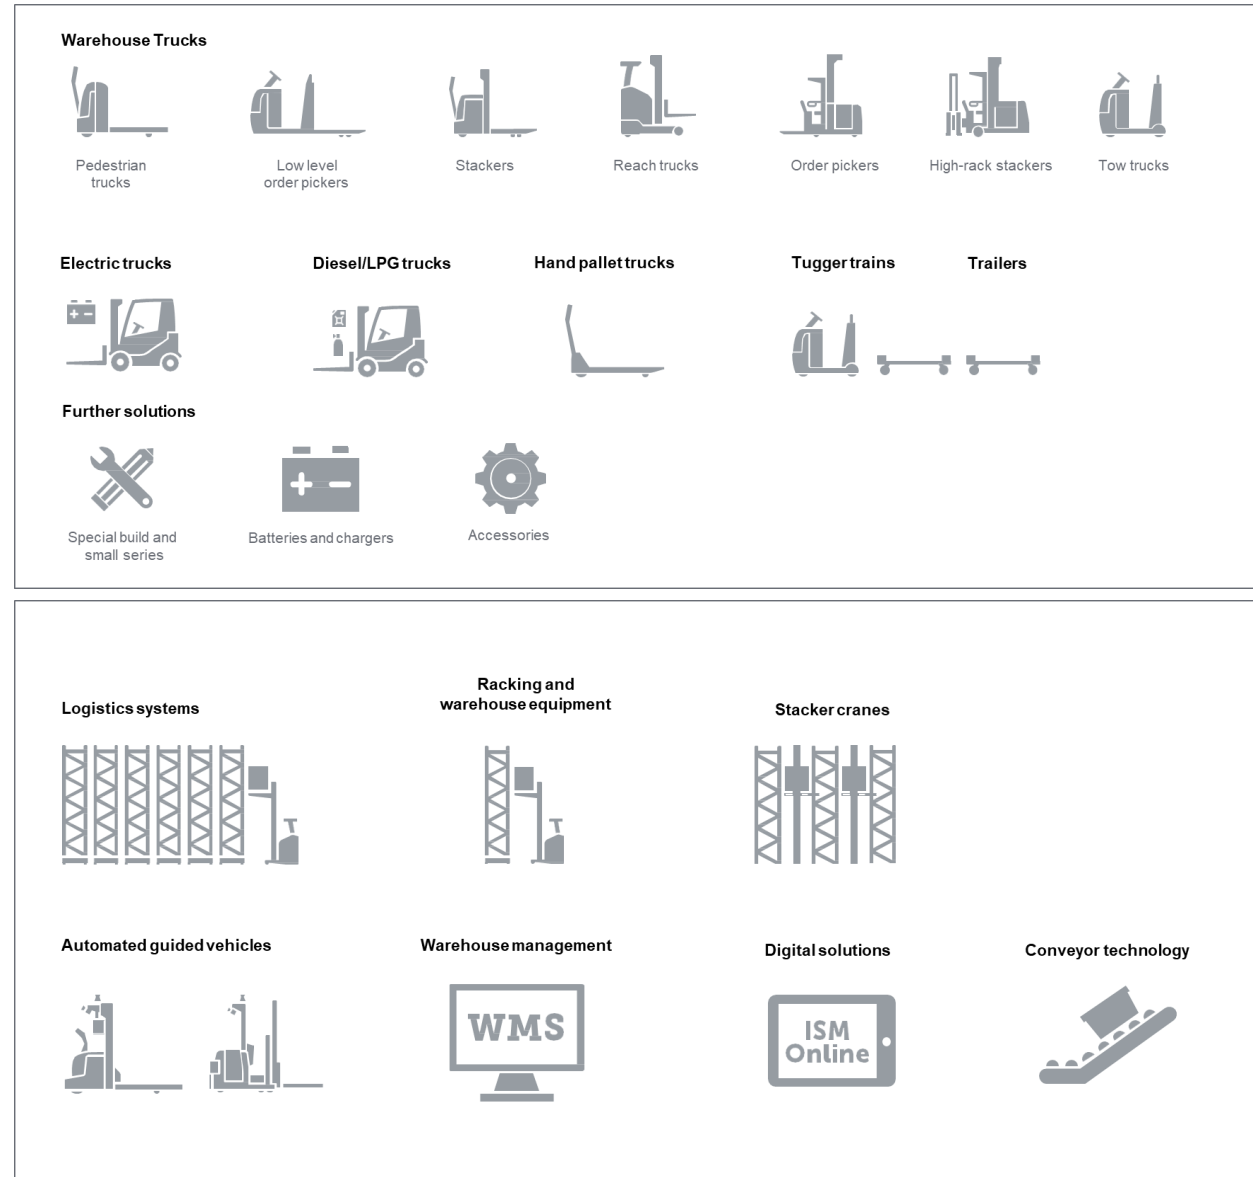 Warehouse Trucks
Pedestrian
trucks
Low level
order pickers
Stackers
Reach trucks
Order pickers
High-rack stackers
Tow trucks
Electric trucks
Diesel/LPG trucks
Hand pallet trucks
Tugger trains
Trailers
Further solutions
Special build and
small series
Batteries and chargers
Accessories
Logistics systems
Racking and
warehouse equipment
Stacker cranes
Automated guided vehicles
Warehouse management
WMS
Digital solutions
ISM
Online
Conveyor technology